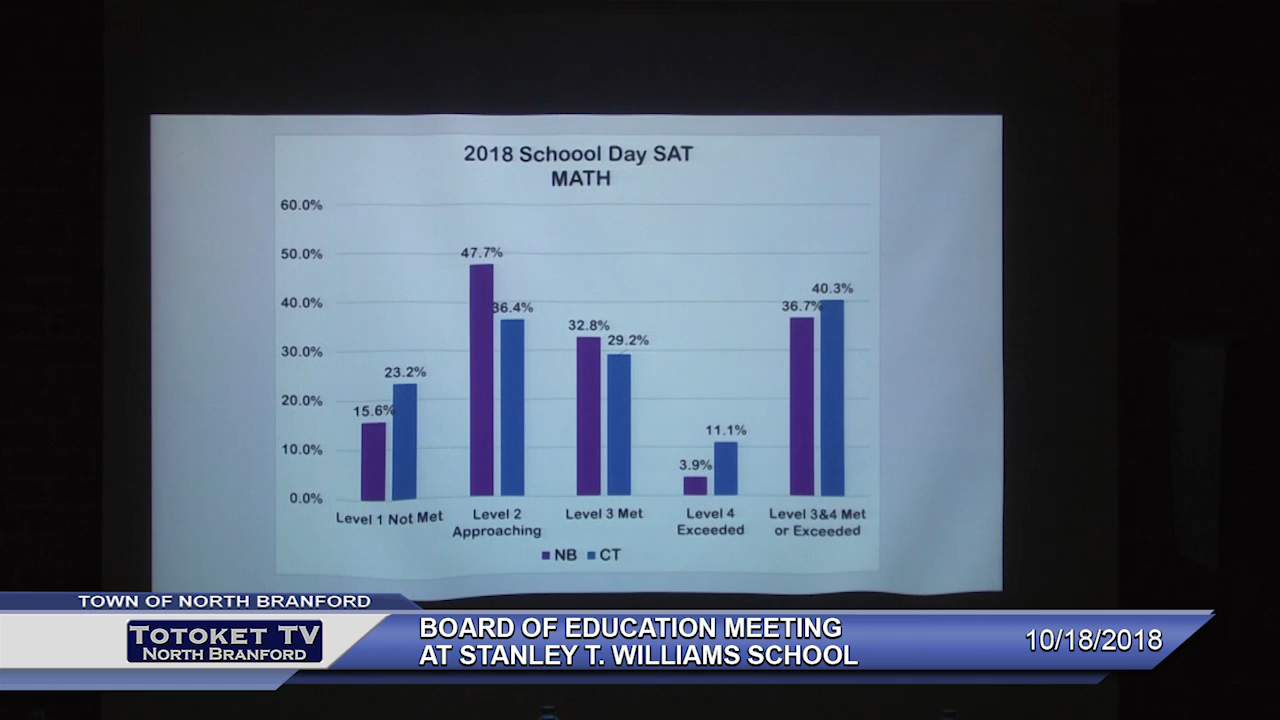 2018 Schoool Day SAT
MATH
60.0%
50.0%
40.0%
30.0%
20.0%
10.0%
0.0%
15.6%
23.2%
47.7%
36.4%
32.8%
29.2%
3.9%
11.1%
36.7%
40.3%
Level 1 Not Met
Level 2
Approaching
Level 3 Met
Level 4
Exceeded
Level 3&4 Met
or Exceeded
NB CT
TOWN OF NORTH BRANFORD
TOTOKET TV
NORTH BRANFORD
BOARD OF EDUCATION MEETING
AT STANLEY T. WILLIAMS SCHOOL
10/18/2018